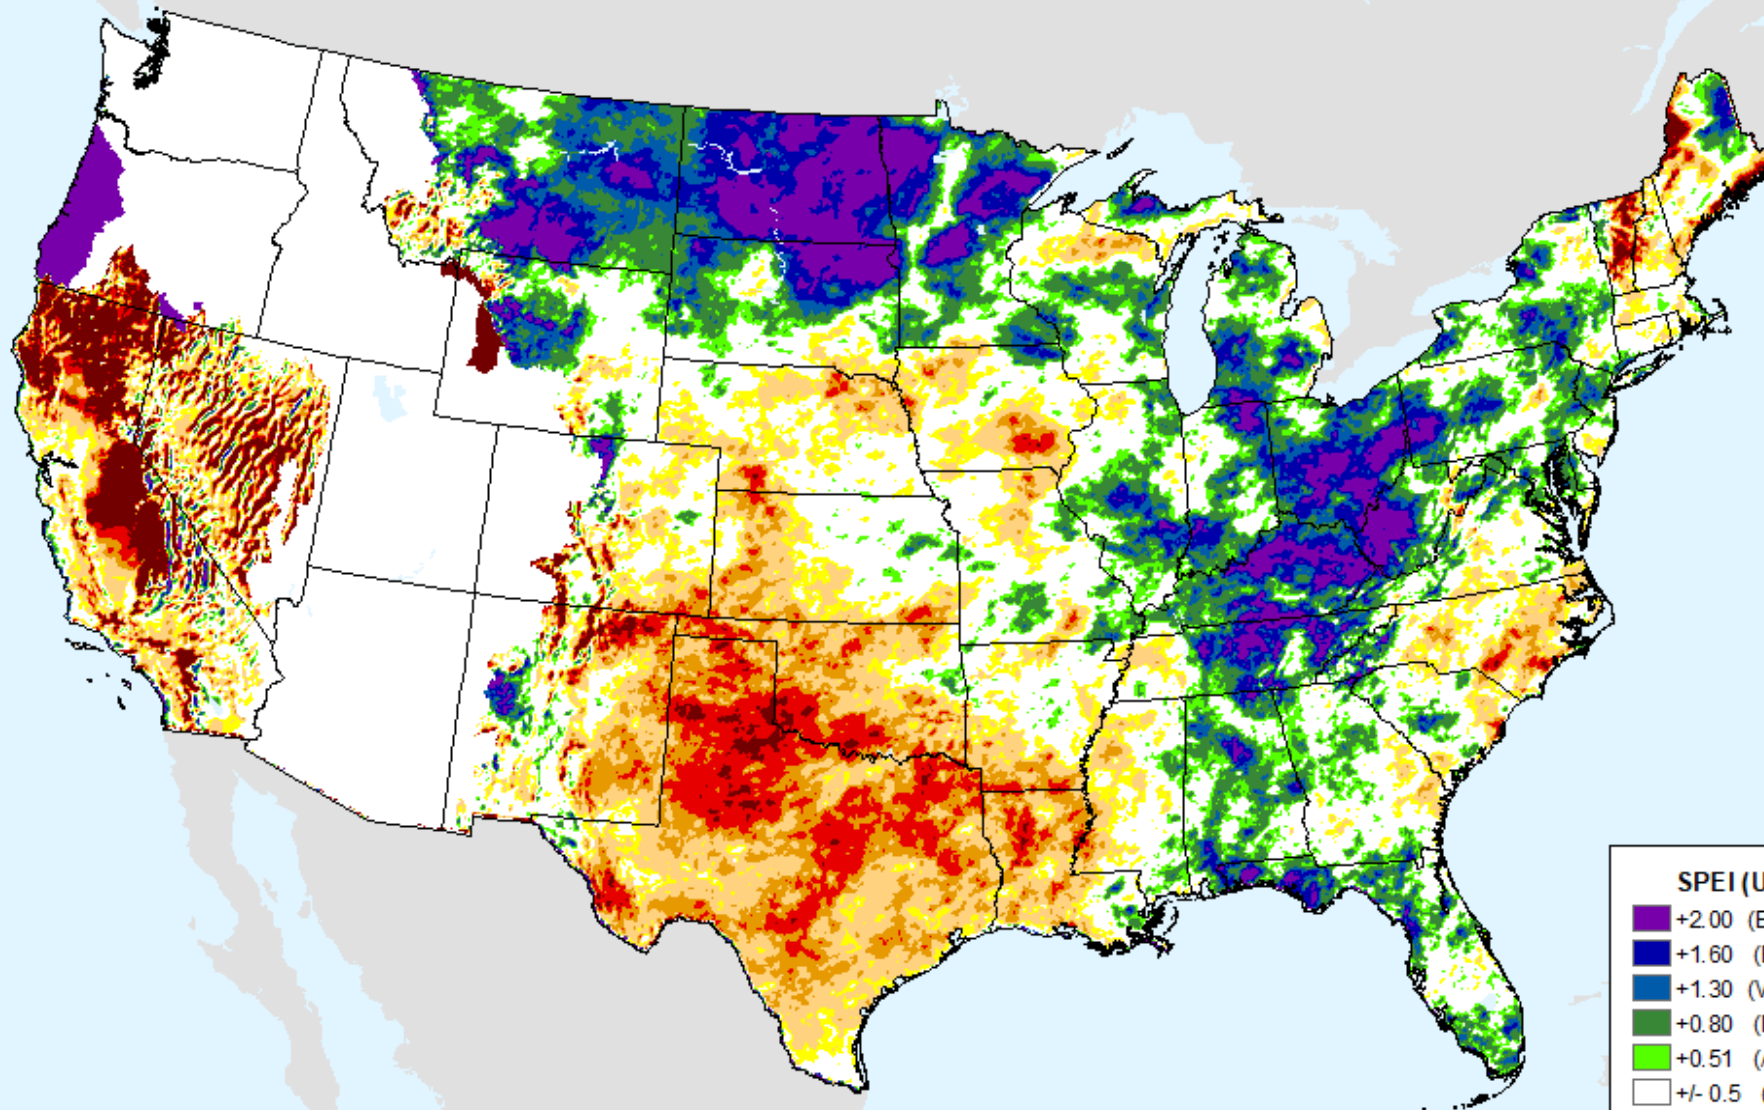 SPEI (U
+2.00 (E
+1.60 (
+1.30 (V
+0.80 (
+0.51 (
+/- 0.5 (